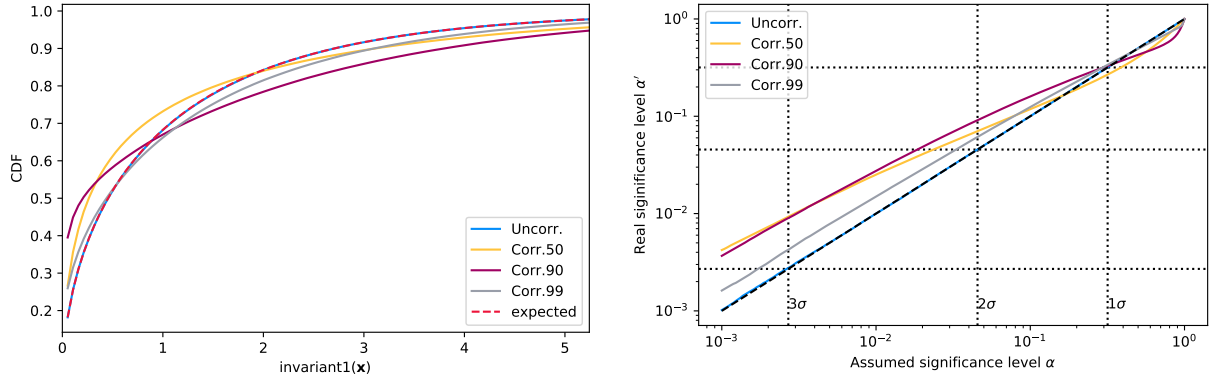 1.0
0.9
0.8
0.7
0.6
0.5
0.4
0.3
0.2
CDF
0
1
2
3
4
5
invariant1(x)
Uncorr.
Corr.50
Corr.90
Corr.99
expected
10⁰
10⁻¹
10⁻²
10⁻³
Real siginificance level α′
Uncorr.
Corr.50
Corr.90
Corr.99
3σ
2σ
1σ
10⁻³
10⁻²
10⁻¹
10⁰
Assumed significance level α